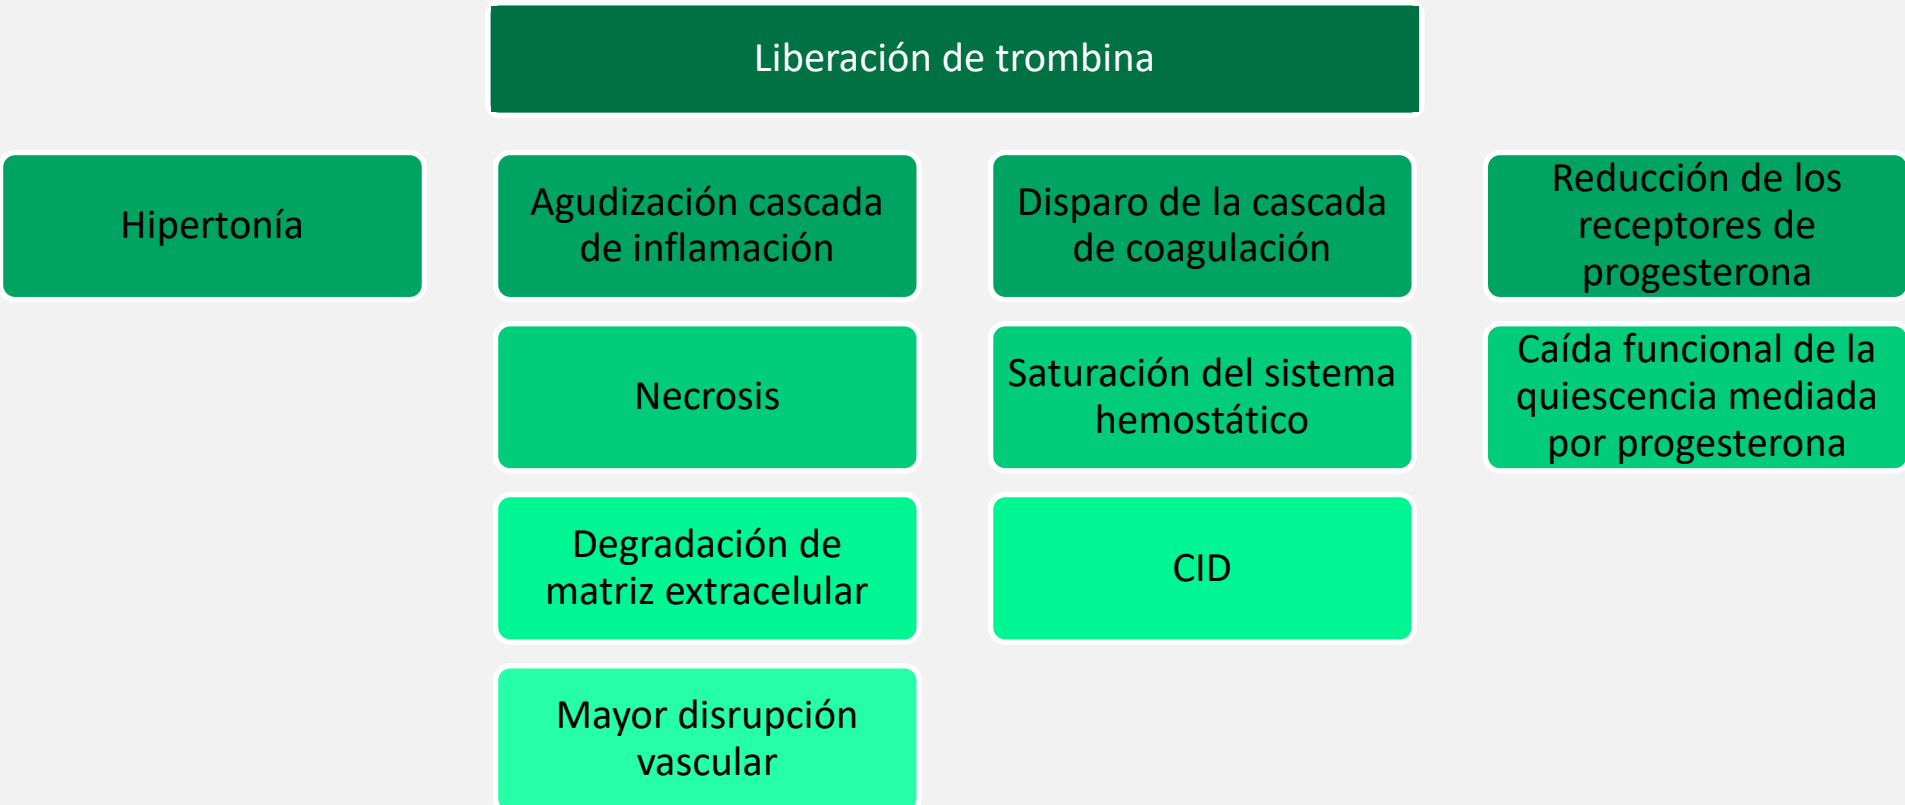 Liberación de trombina
Hipertonía
Agudización cascada
de inflamación
Disparo de la cascada
de coagulación
Reducción de los
receptores de
progesterona
Necrosis
Saturación del sistema
hemostático
Caída funcional de la
quiescencia mediada
por progesterona
Degradación de
matriz extracelular
CID
Mayor disrupción
vascular